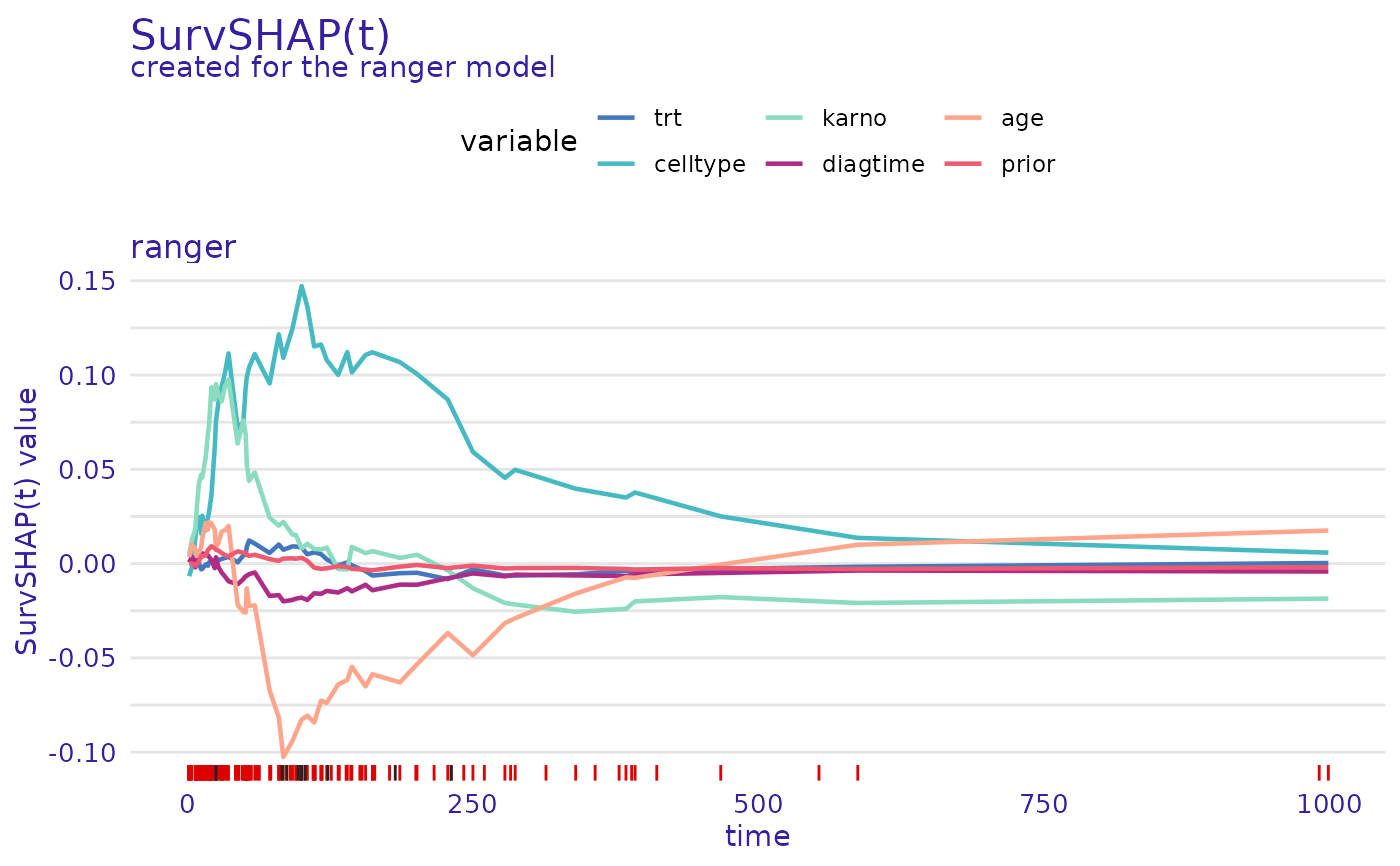 SurvSHAP(t)
created for the ranger model
variable
trt
karno
age
celltype
diagtime
prior
ranger
SurvSHAP(t) value
0.15
0.10
0.05
0.00
-0.05
-0.10
0
250
500
750
1000
time